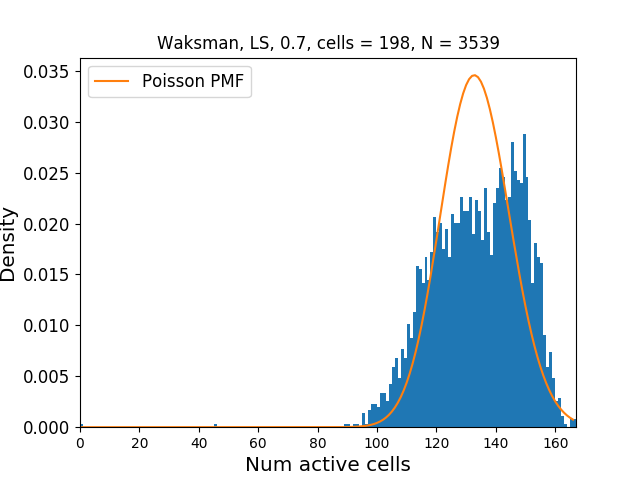 Waksman, LS, 0.7, cells = 198, N = 3539
Poisson PMF
0.035
0.030
0.025
0.020
0.015
0.010
0.005
0.000
Density
0 20 40 60 80 100 120 140 160
Num active cells